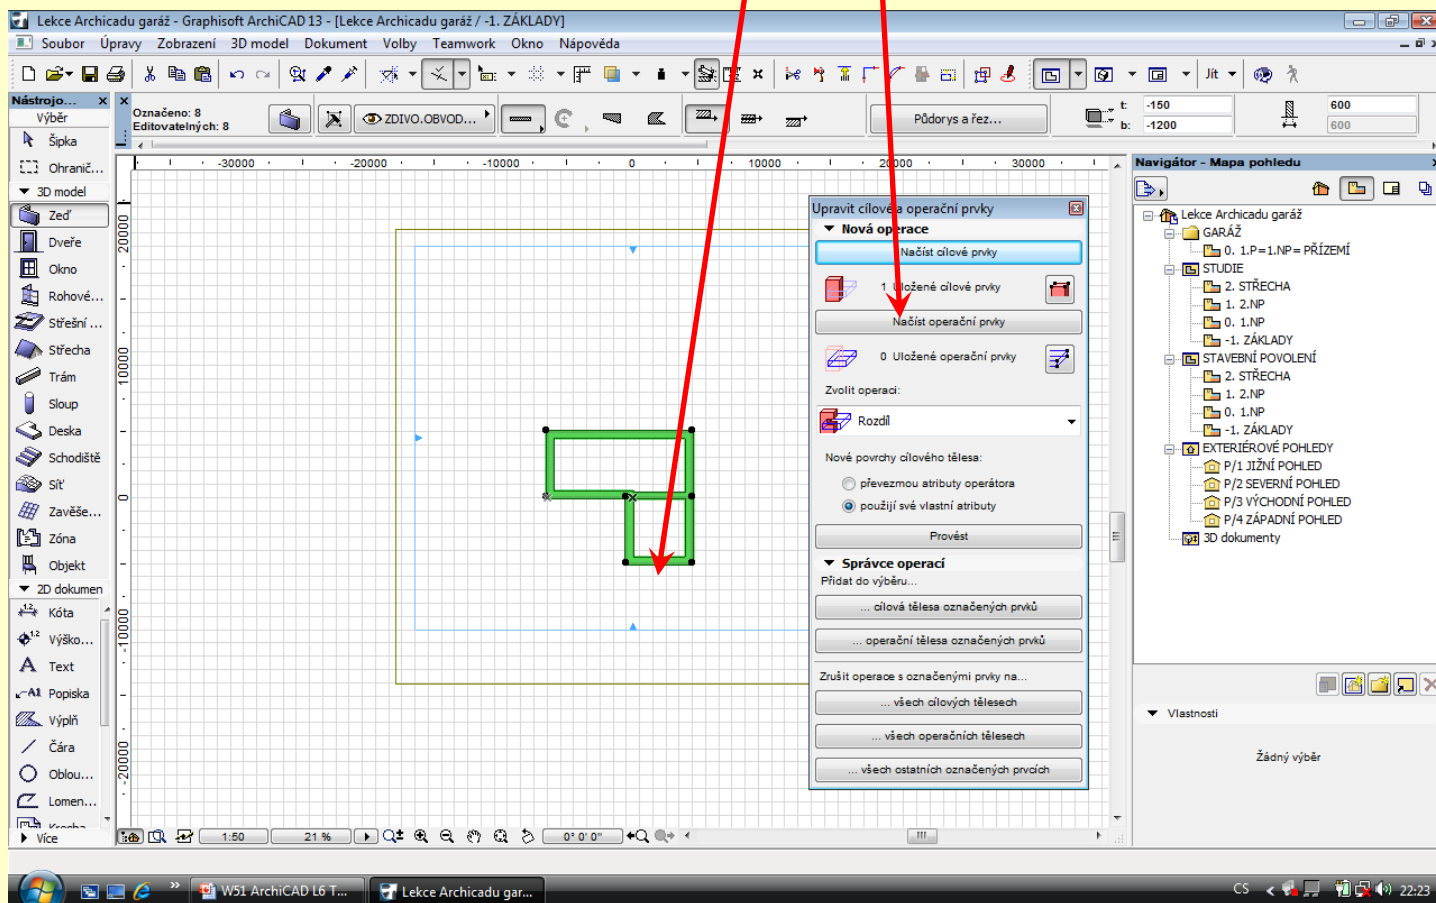 Lekce Archicadu garáž - Graphisoft ArchiCAD 13 - [Lekce Archicadu garáž / -1. ZÁKLADY]
Soubor Úpravy Zobrazení 3D model Dokument Volby Teamwork Okno Nápověda
Jít
Nástrojo...
Výběr
Šipka
Ohranič...
3D model
Zeď
Dveře
Okno
Rohové...
Střešní ...
Střecha
Trám
Sloup
Deska
Schodiště
Síť
Zavěše...
Zóna
Objekt
2D dokumen
Kóta
Výško...
Text
A1 Popiska
Výplň
Čára
Oblou...
Lomen...
Více
Označeno: 8
Editovatelných: 8
ZDIVO.OBVOD...
Půdorys a řez...
t: -150
b: -1200
600
600
-30000 -20000 -10000 0 10000 20000 30000
20000
10000
0
-10000
-20000
Upravit cílové a operační prvky
Nová operace
Načíst cílové prvky
1 Uložené cílové prvky
Načíst operační prvky
0 Uložené operační prvky
Zvolit operaci:
Rozdíl
Nové povrchy cílového tělesa:
převezmou atributy operátora
použijí své vlastní atributy
Provést
Správce operací
Přidat do výběru...
... cílová tělesa označených prvků
... operační tělesa označených prvků
Zrušit operace s označenými prvky na...
... všech cílových tělesech
... všech operačních tělesech
... všech ostatních označených prvcích
Navigátor - Mapa pohledu
Lekce Archicadu garáž
GARÁŽ
0. 1.P=1.NP= PŘÍZEMÍ
STUDIE
2. STŘECHA
1. 2.NP
0. 1.NP
-1. ZÁKLADY
STAVEBNÍ POVOLENÍ
2. STŘECHA
1. 2.NP
0. 1.NP
-1. ZÁKLADY
EXTERIÉROVÉ POHLEDY
P/1 JIŽNÍ POHLED
P/2 SEVERNÍ POHLED
P/3 VÝCHODNÍ POHLED
P/4 ZÁPADNÍ POHLED
3D dokumenty
Vlastnosti
Žádný výběr
1:50 21 % 0° 0' 0"
W51 ArchiCAD L6 T... Lekce Archicadu gar... CS 22:23